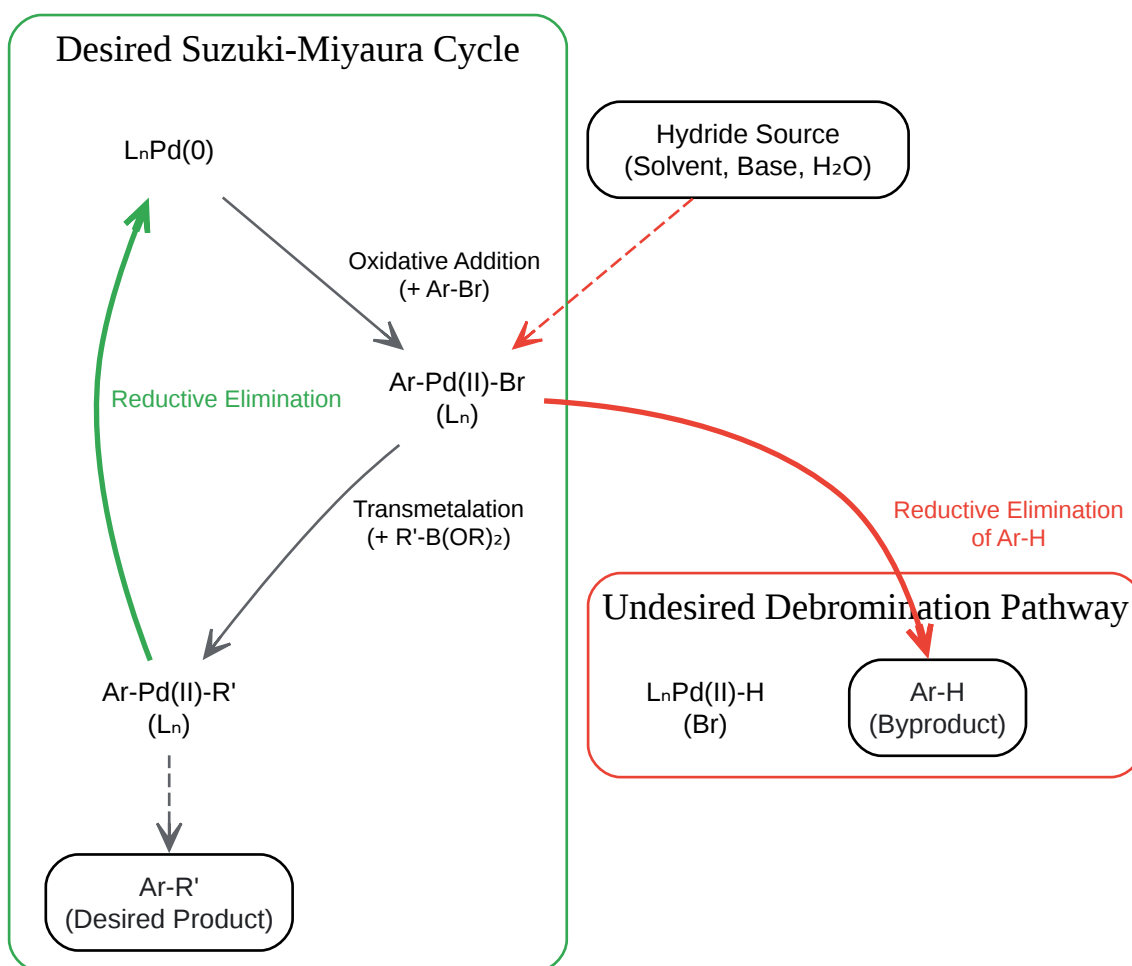 Desired Suzuki-Miyaura Cycle
LₙPd(0)
Hydride Source
(Solvent, Base, H₂O)
Oxidative Addition
(+ Ar-Br)
Ar-Pd(II)-Br
(Lₙ)
Reductive Elimination
Transmetalation
(+ R'-B(OR)₂)
Reductive Elimination
of Ar-H
Undesired Debromination Pathway
Ar-Pd(II)-R'
(Lₙ)
LₙPd(II)-H
(Br)
Ar-H
(Byproduct)
Ar-R'
(Desired Product)